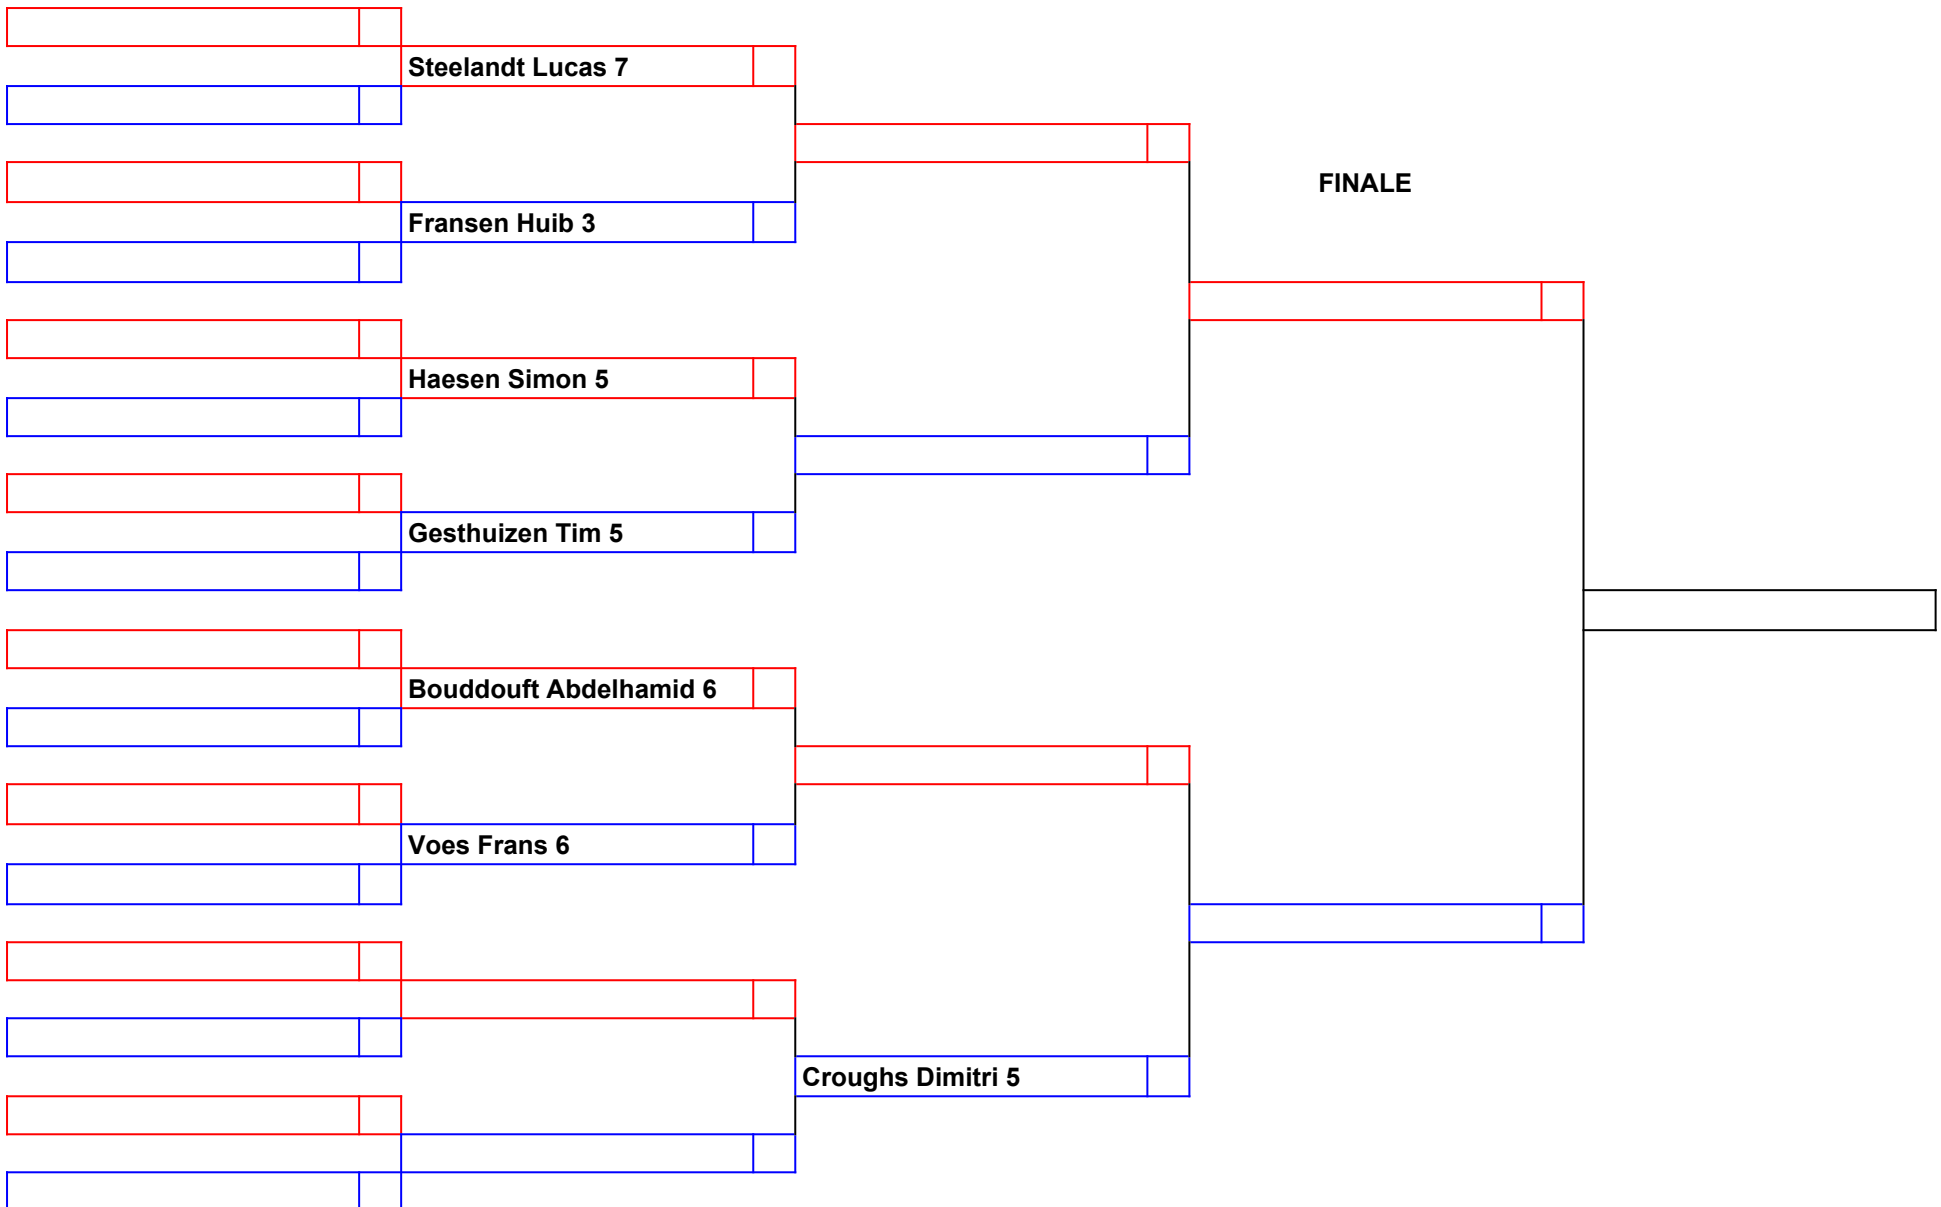 Steelandt Lucas 7
FINALE
Fransen Huib 3
Haesen Simon 5
Gesthuizen Tim 5
Bouddouft Abdelhamid 6
Voes Frans 6
Croughs Dimitri 5